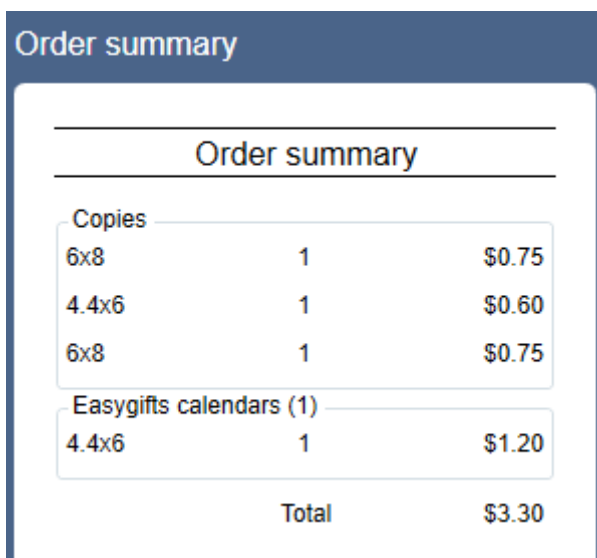 Order summary
Order summary
Copies
6x8 1 $0.75
4.4x6 1 $0.60
6x8 1 $0.75
Easygifts calendars (1)
4.4x6 1 $1.20
Total $3.30